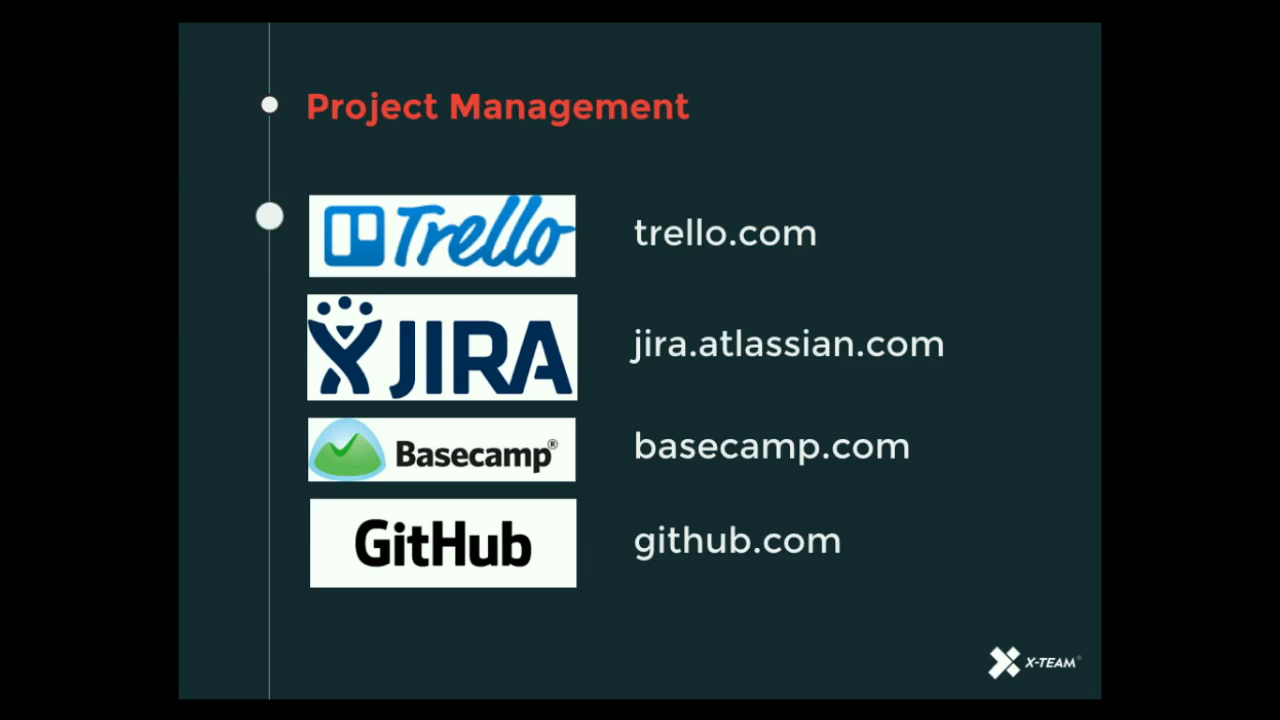 Project Management
Trello trello.com
JIRA jira.atlassian.com
Basecamp® basecamp.com
GitHub github.com
X-TEAM®